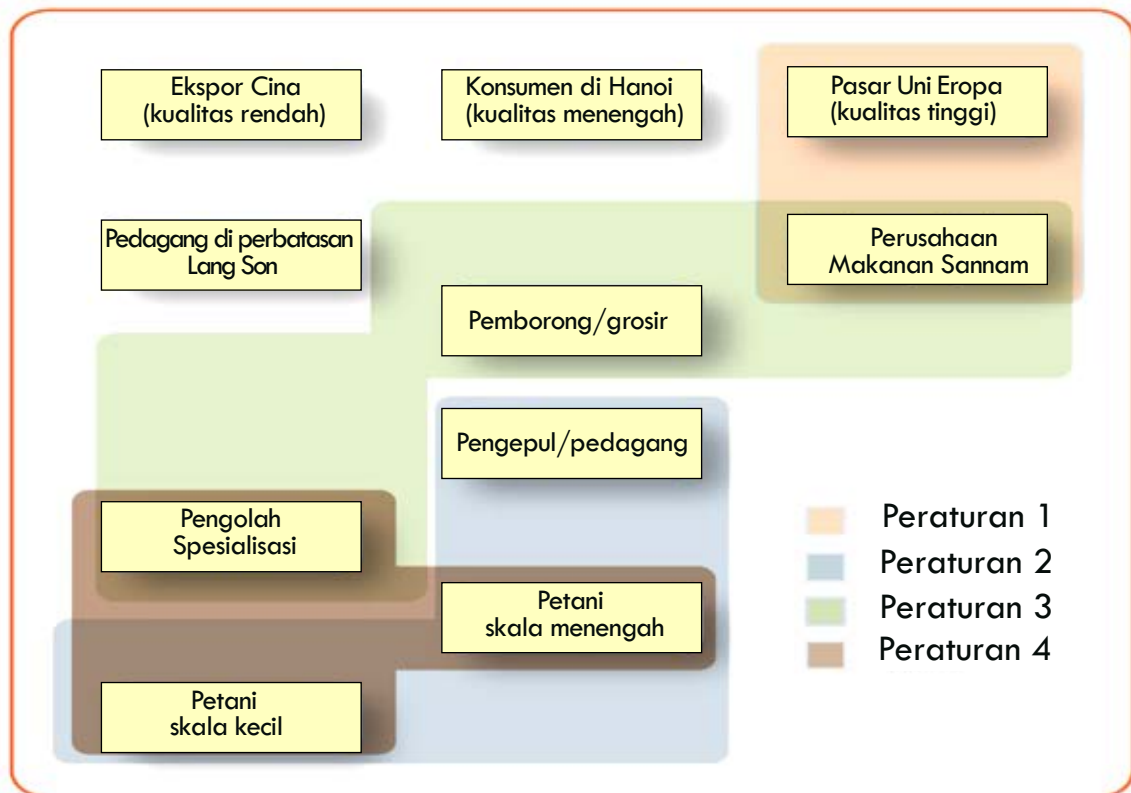 Ekspor Cina
(kualitas rendah)
Konsumen di Hanoi
(kualitas menengah)
Pasar Uni Eropa
(kualitas tinggi)
Pedagang di perbatasan
Lang Son
Perusahaan
Makanan Sannam
Pemborong/grosir
Pengepul/pedagang
Pengolah
Spesialisasi
Petani
skala menengah
Petani
skala kecil
Peraturan 1
Peraturan 2
Peraturan 3
Peraturan 4